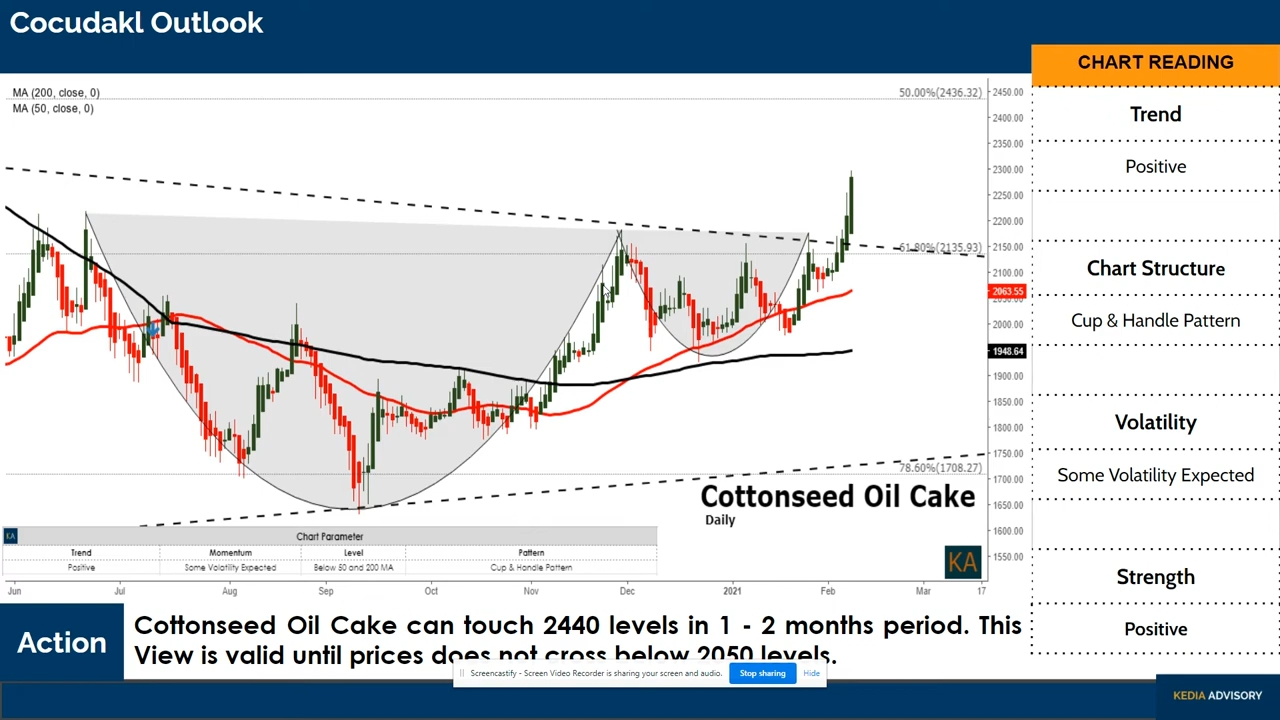 Cocudakl Outlook
CHART READING
Trend
Positive
Chart Structure
Cup & Handle Pattern
Volatility
Some Volatility Expected
Strength
Positive
MA (200, close, 0)
MA (50, close, 0)
50.00%(2436.32)
61.80%(2135.93)
78.60%(1708.27)
2450.00
2400.00
2350.00
2300.00
2250.00
2200.00
2150.00
2100.00
2063.55
2000.00
1948.64
1900.00
1850.00
1800.00
1750.00
1700.00
1650.00
1600.00
1550.00
Cottonseed Oil Cake
Daily
KA
KA
Chart Parameter
Trend Momentum Level Pattern
Positive Some Volatility Expected Below 50 and 200 MA Cup & Handle Pattern
Jun Jul Aug Sep Oct Nov Dec 2021 Feb Mar 17
Action
Cottonseed Oil Cake can touch 2440 levels in 1 - 2 months period. This
View is valid until prices does not cross below 2050 levels.
Screencastify - Screen Video Recorder is sharing your screen and audio. Stop sharing Hide
KEDIA ADVISORY